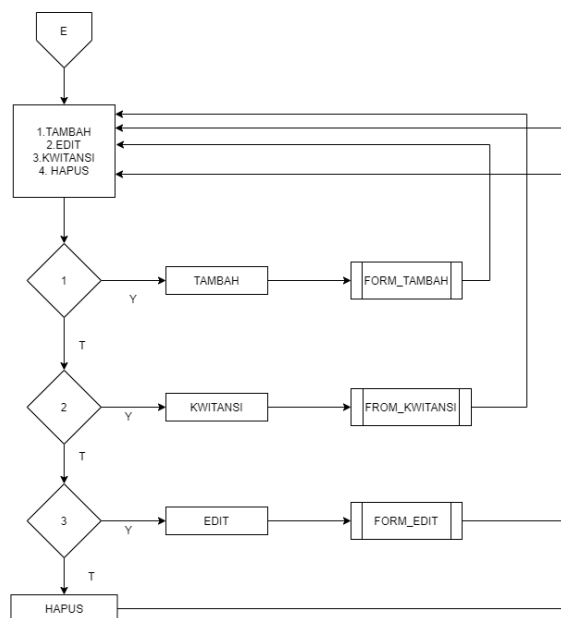 E
1.TAMBAH
2.EDIT
3.KWITANSI
4. HAPUS
1
Y
TAMBAH
FORM_TAMBAH
T
2
Y
KWITANSI
FROM_KWITANSI
T
3
Y
EDIT
FORM_EDIT
T
HAPUS